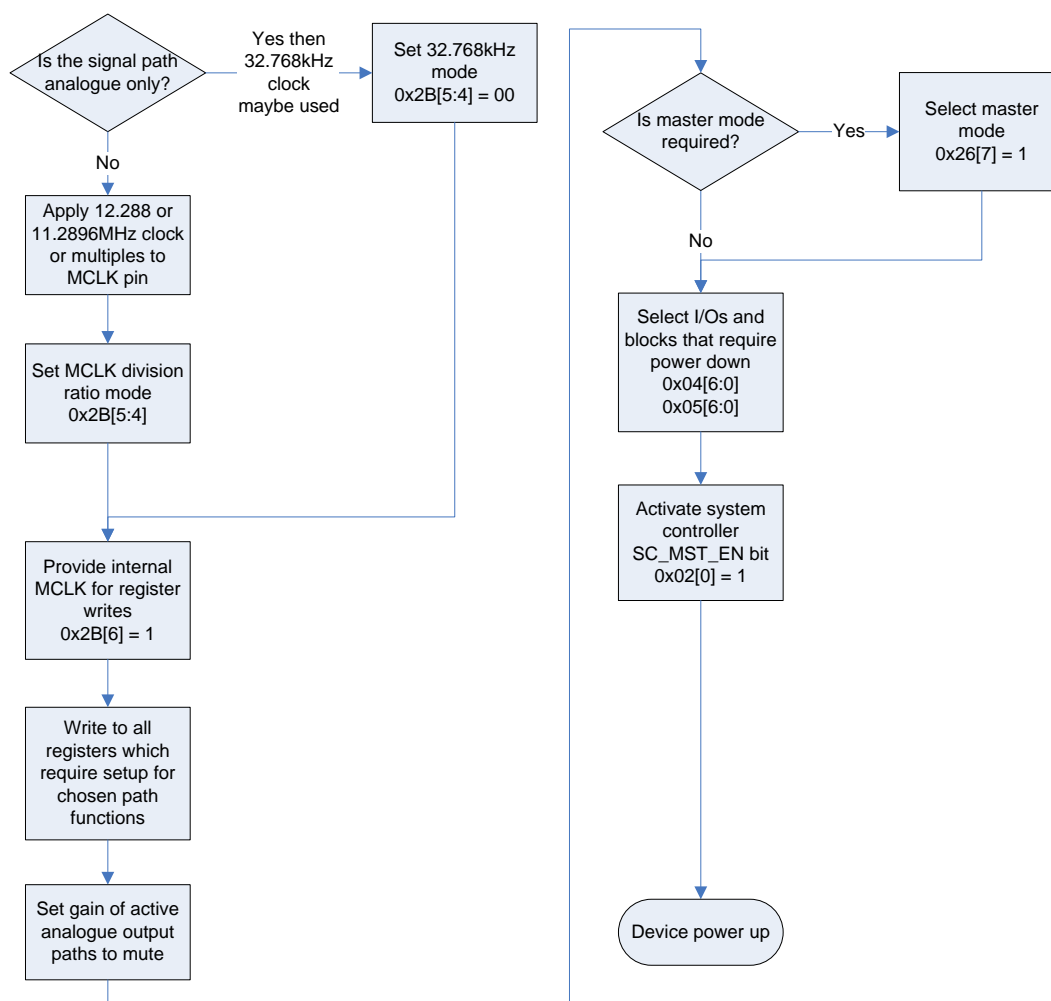 Is the signal path
analogue only?
Yes then
32.768kHz
clock
maybe used
Set 32.768kHz
mode
0x2B[5:4] = 00
No
Apply 12.288 or
11.2896MHz clock
or multiples to
MCLK pin
Set MCLK division
ratio mode
0x2B[5:4]
Provide internal
MCLK for register
writes
0x2B[6] = 1
Write to all
registers which
require setup for
chosen path
functions
Set gain of active
analogue output
paths to mute
Is master mode
required?
Yes
Select master
mode
0x26[7] = 1
No
Select I/Os and
blocks that require
power down
0x04[6:0]
0x05[6:0]
Activate system
controller
SC_MST_EN bit
0x02[0] = 1
Device power up